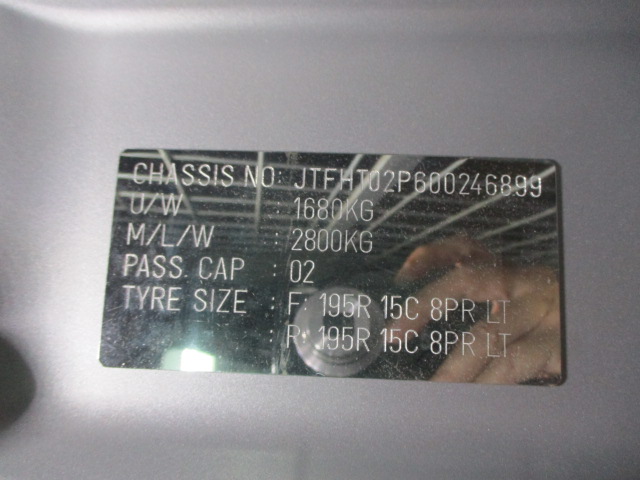 CHASSIS NO: JTFHT02P600246899
U/W : 1680KG
M/L/W : 2800KG
PASS. CAP : 02
TYRE SIZE : F: 195R 15C 8PR LT
: R: 195R 15C 8PR LT